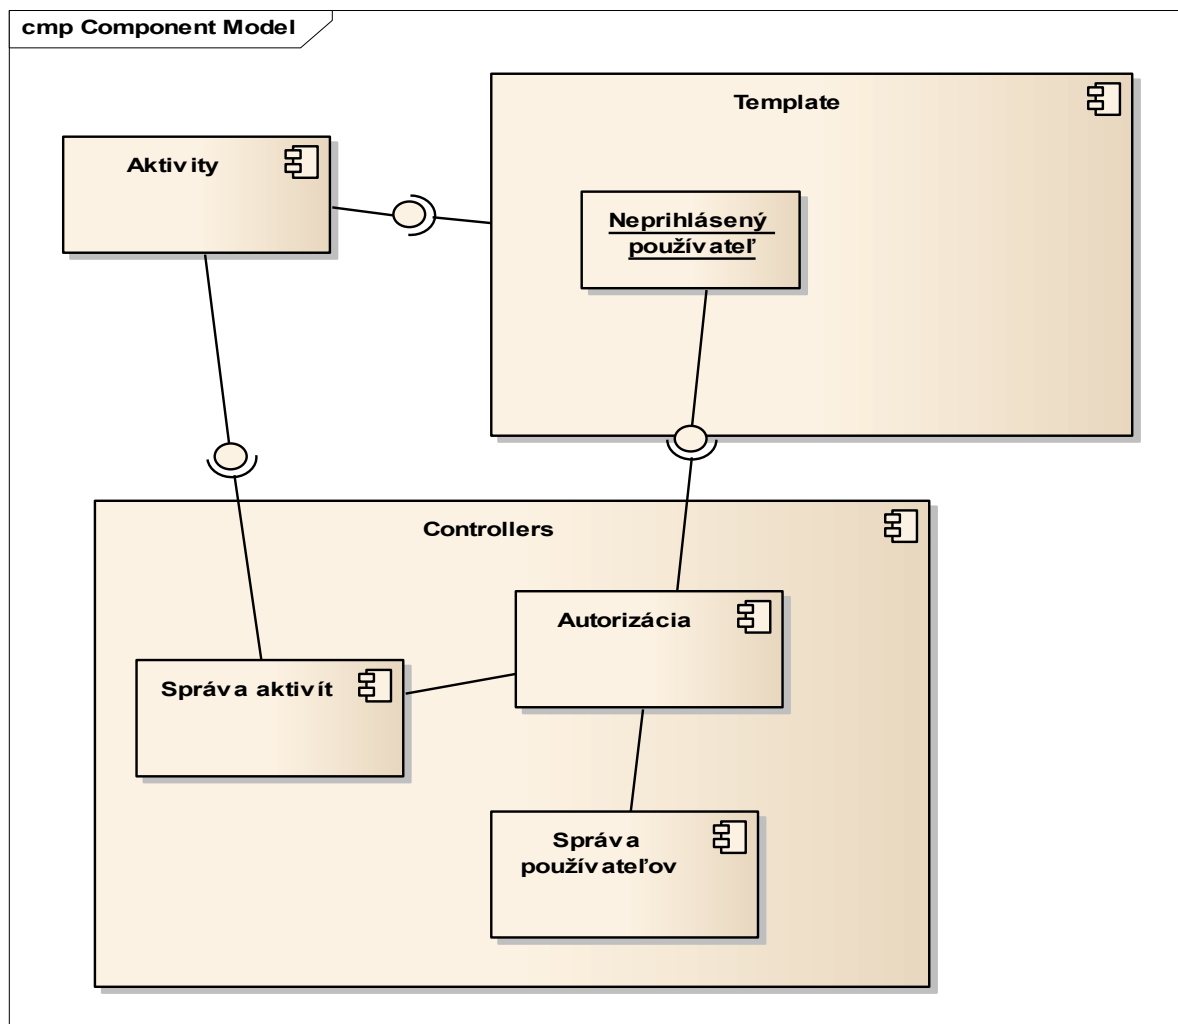 cmp Component Model
Template
Aktivity
Neprihlásený
používateľ
Controllers
Autorizácia
Správa aktivít
Správa
používateľov